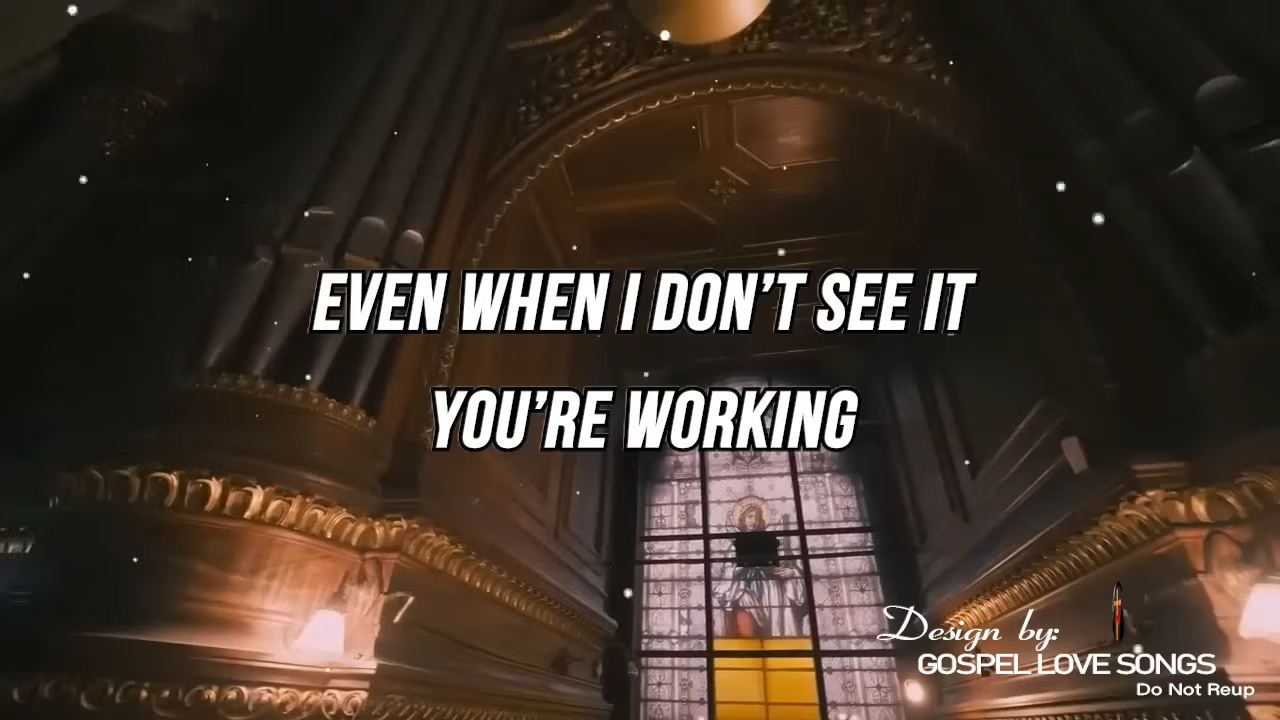 EVEN WHEN I DON'T SEE IT
YOU'RE WORKING
Design by:
GOSPEL LOVE SONGS
Do Not Reup